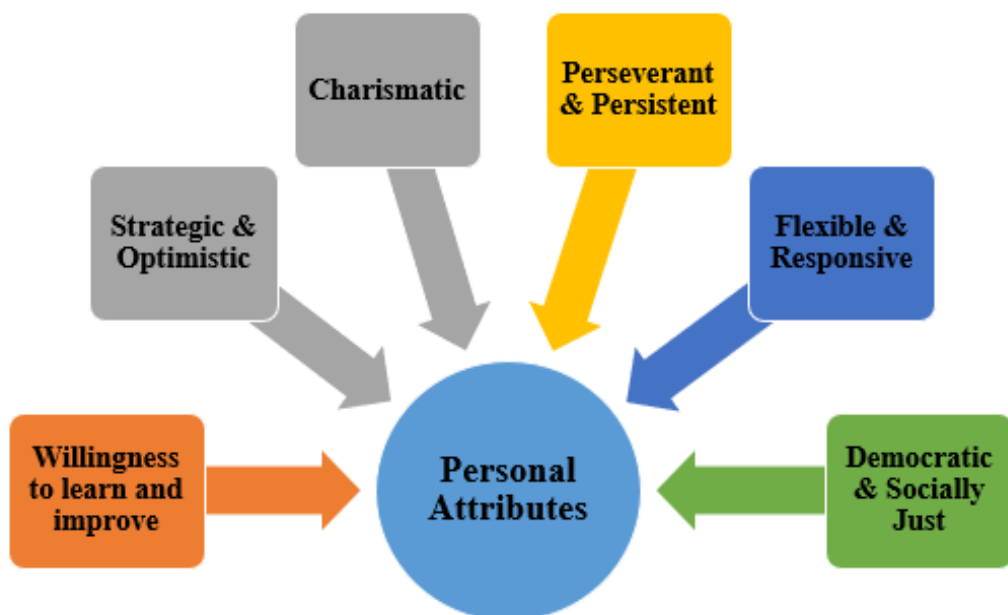 Charismatic
Perseverant
& Persistent
Strategic &
Optimistic
Flexible &
Responsive
Willingness
to learn and
improve
Personal
Attributes
Democratic
& Socially
Just